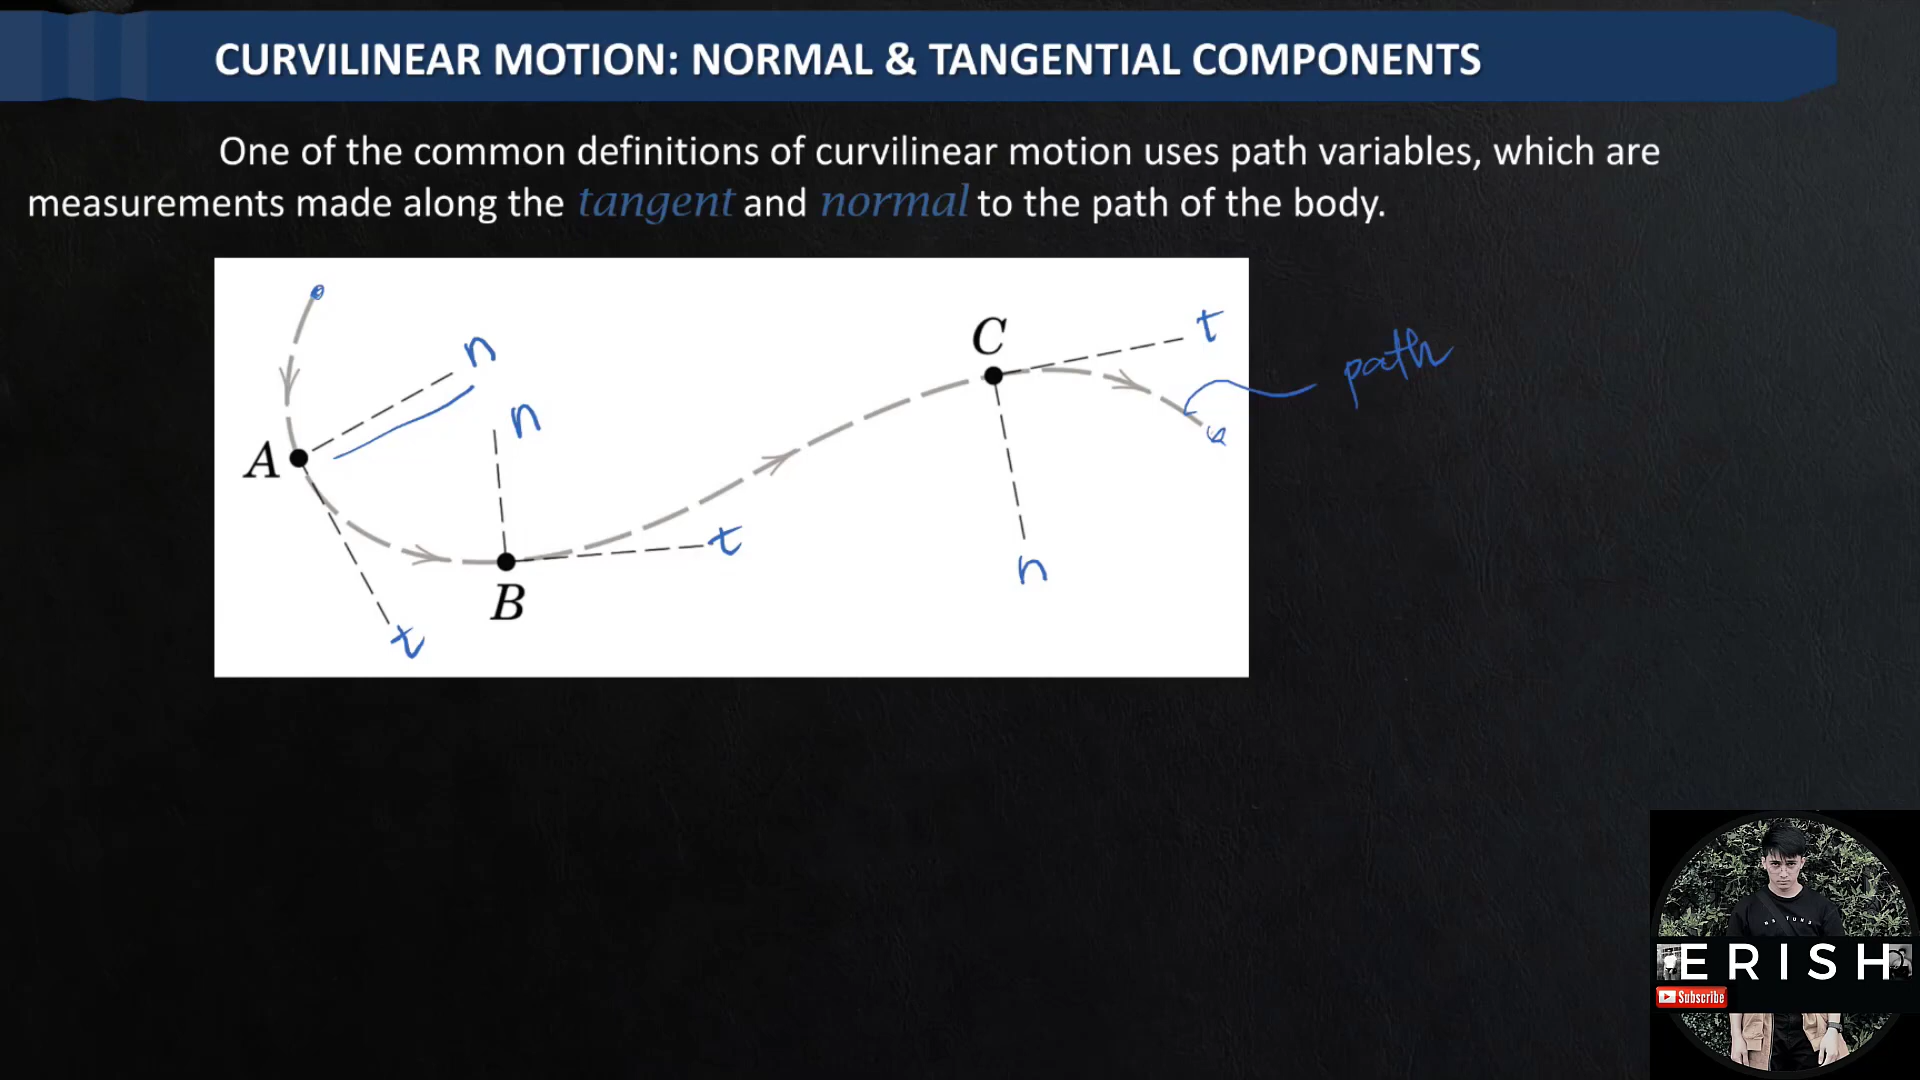 CURVILINEAR MOTION: NORMAL & TANGENTIAL COMPONENTS
One of the common definitions of curvilinear motion uses path variables, which are
measurements made along the tangent and normal to the path of the body.
C
t
n
path
n
A
t
B
n
t
ERISH
Subscribe